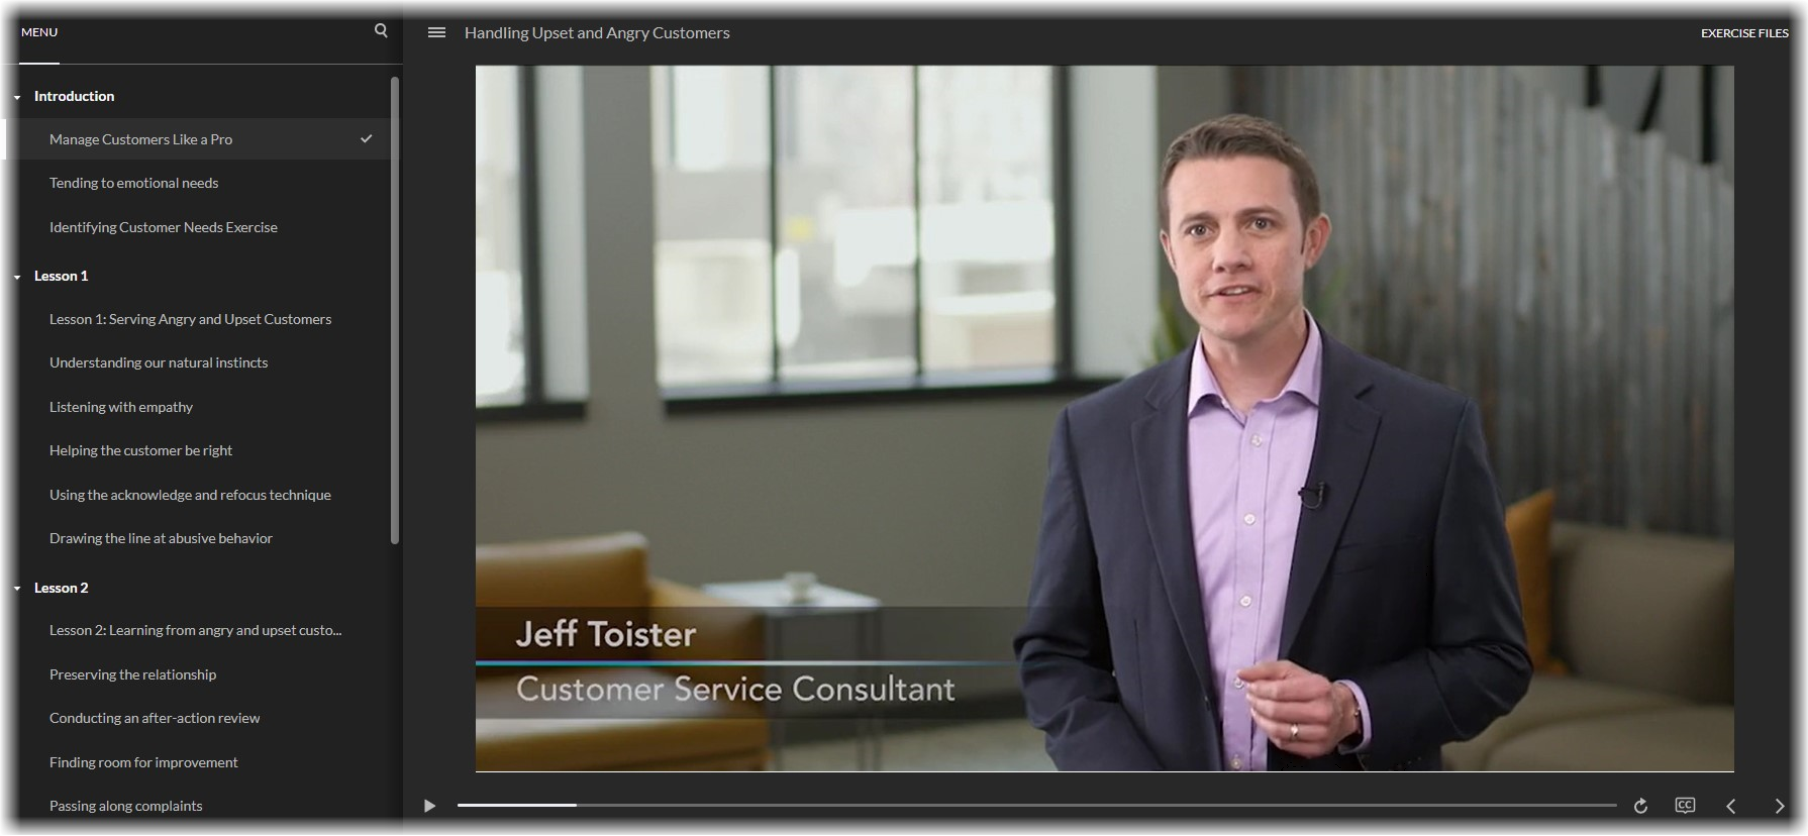 MENU
Introduction
Manage Customers Like a Pro
Tending to emotional needs
Identifying Customer Needs Exercise
Lesson 1
Lesson 1: Serving Angry and Upset Customers
Understanding our natural instincts
Listening with empathy
Helping the customer be right
Using the acknowledge and refocus technique
Drawing the line at abusive behavior
Lesson 2
Lesson 2: Learning from angry and upset custo...
Preserving the relationship
Conducting an after-action review
Finding room for improvement
Passing along complaints
Handling Upset and Angry Customers
EXERCISE FILES
Jeff Toister
Customer Service Consultant
CC